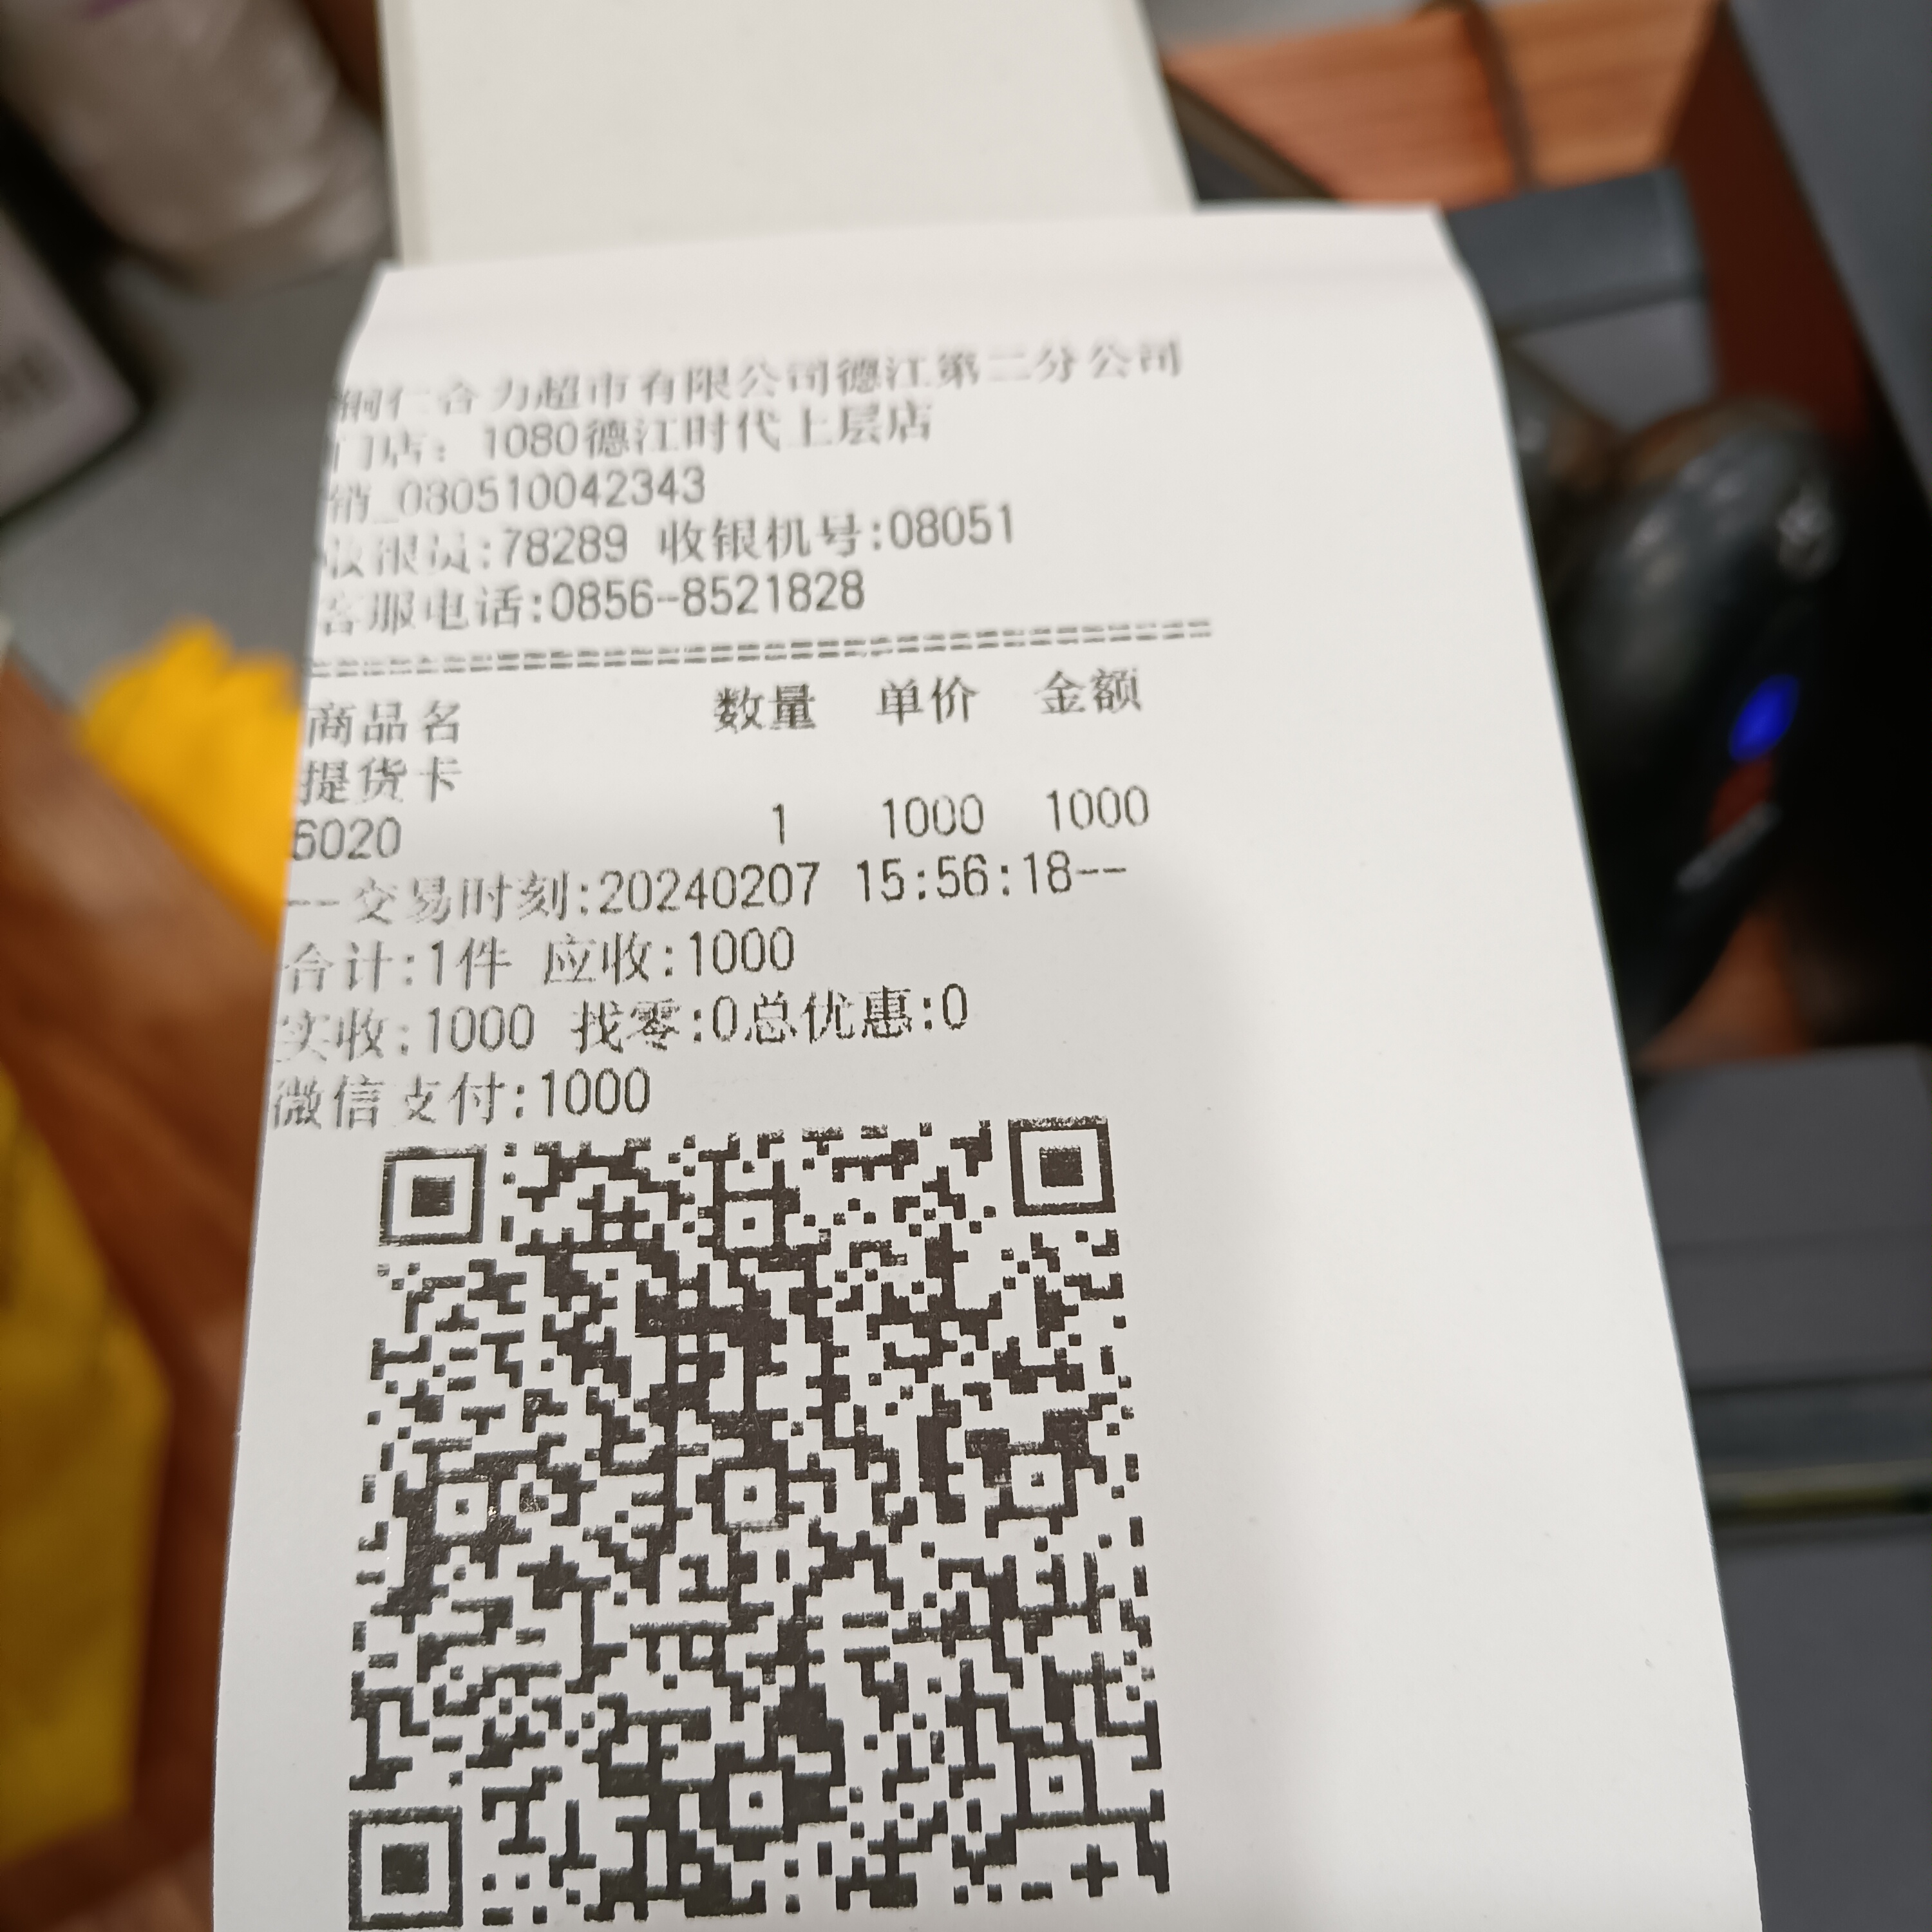 铜仁合力超市有限公司德江第二分公司
门店：1080德江时代上层店
销_080510042343
收银员:78289 收银机号:08051
客服电话:0856-8521828
==================================
商品名 数量 单价 金额
提货卡
6020 1 1000 1000
--交易时刻:20240207 15:56:18--
合计:1件 应收:1000
实收:1000 找零:0总优惠:0
微信支付:1000